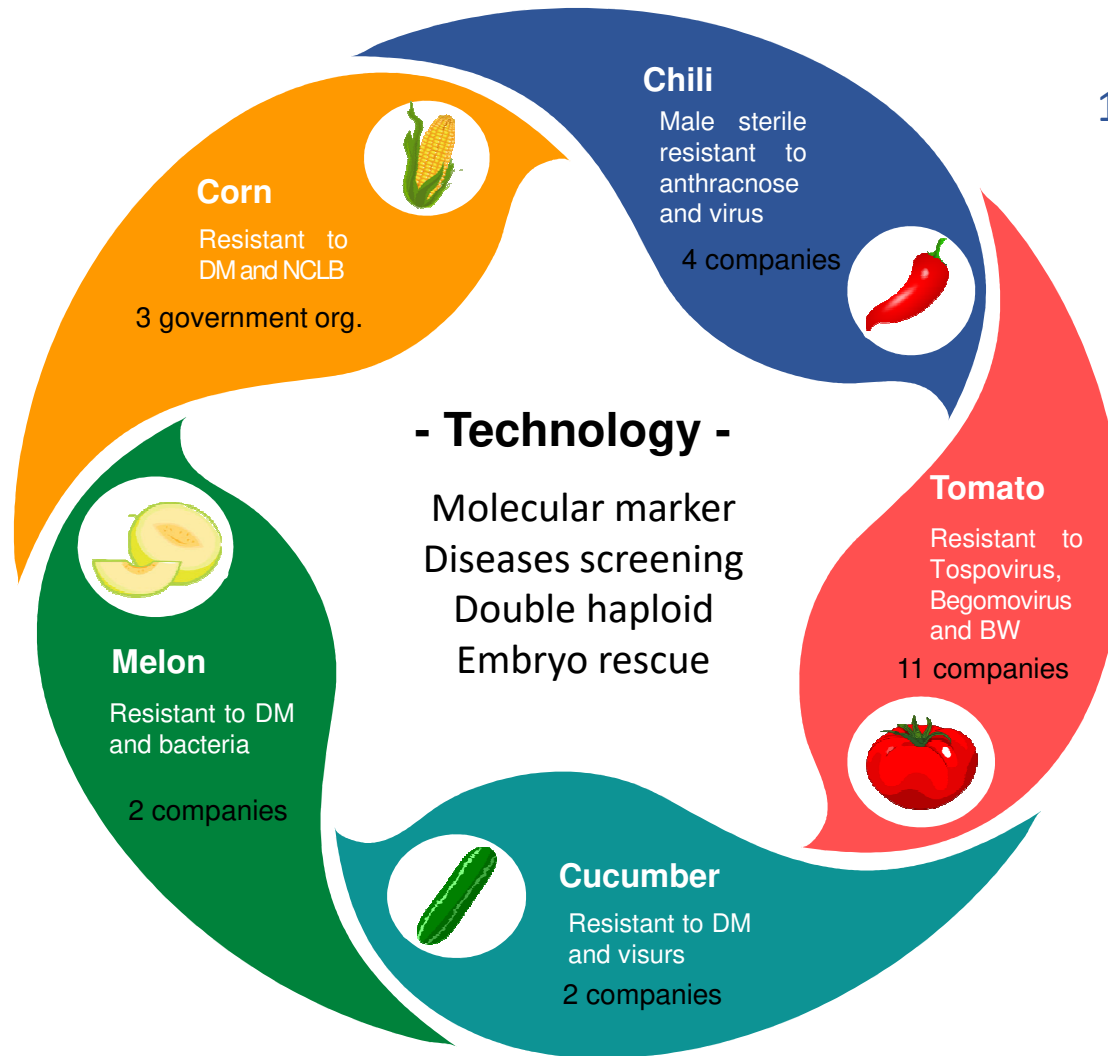 Chili
Male sterile
resistant to
anthracnose
and virus
4 companies
1
Corn
Resistant to
DM and NCLB
3 government org.
- Technology -
Molecular marker
Diseases screening
Double haploid
Embryo rescue
Tomato
Resistant to
Tospovirus,
Begomovirus
and BW
11 companies
Melon
Resistant to DM
and bacteria
2 companies
Cucumber
Resistant to DM
and visurs
2 companies